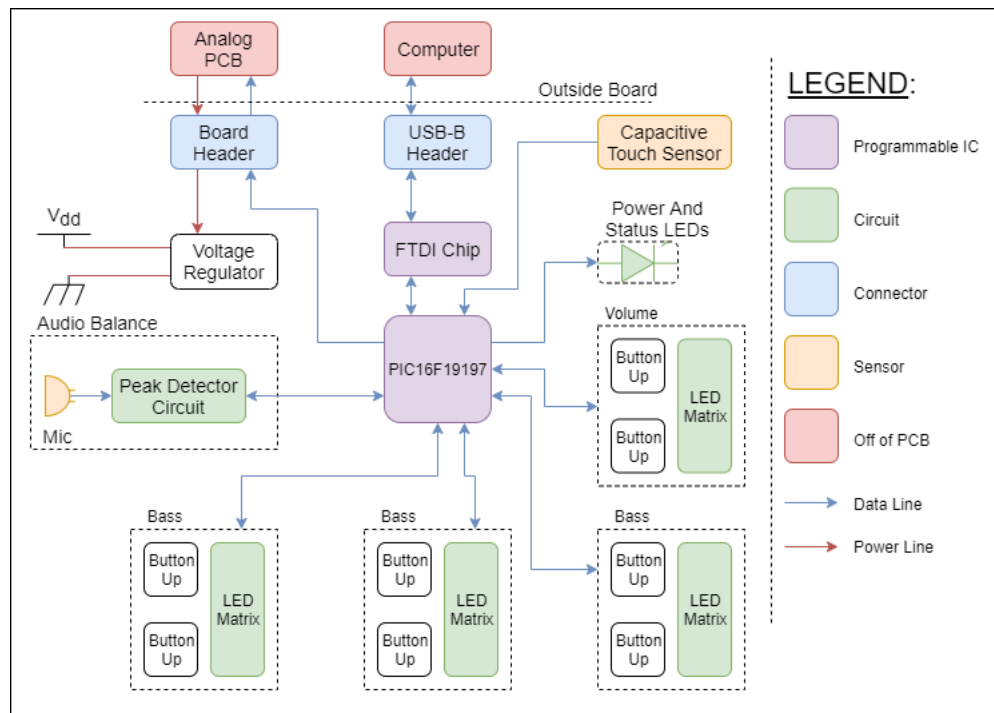 Analog
PCB
Computer
Outside Board
LEGEND:
Board
Header
USB-B
Header
Capacitive
Touch Sensor
Programmable IC
Vdd
Voltage
Regulator
FTDI Chip
Power And
Status LEDs
Circuit
Connector
Audio Balance
Volume
PIC16F19197
Button
Up
Button
Up
LED
Matrix
Sensor
Peak Detector
Circuit
Mic
Off of PCB
Data Line
Power Line
Bass
Button
Up
Button
Up
LED
Matrix
Bass
Button
Up
Button
Up
LED
Matrix
Bass
Button
Up
Button
Up
LED
Matrix